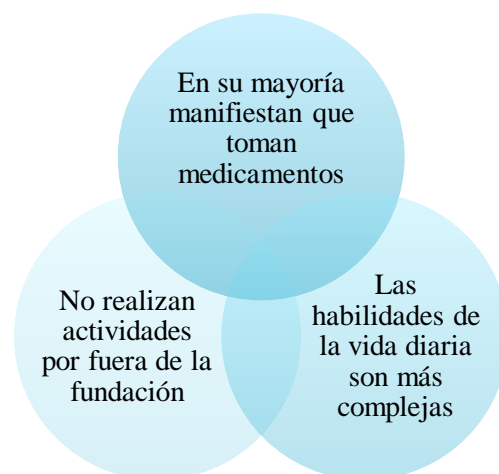 En su mayoría
manifiestan que
toman
medicamentos
Las
habilidades de
la vida diaria
son más
complejas
No realizan
actividades
por fuera de la
fundación